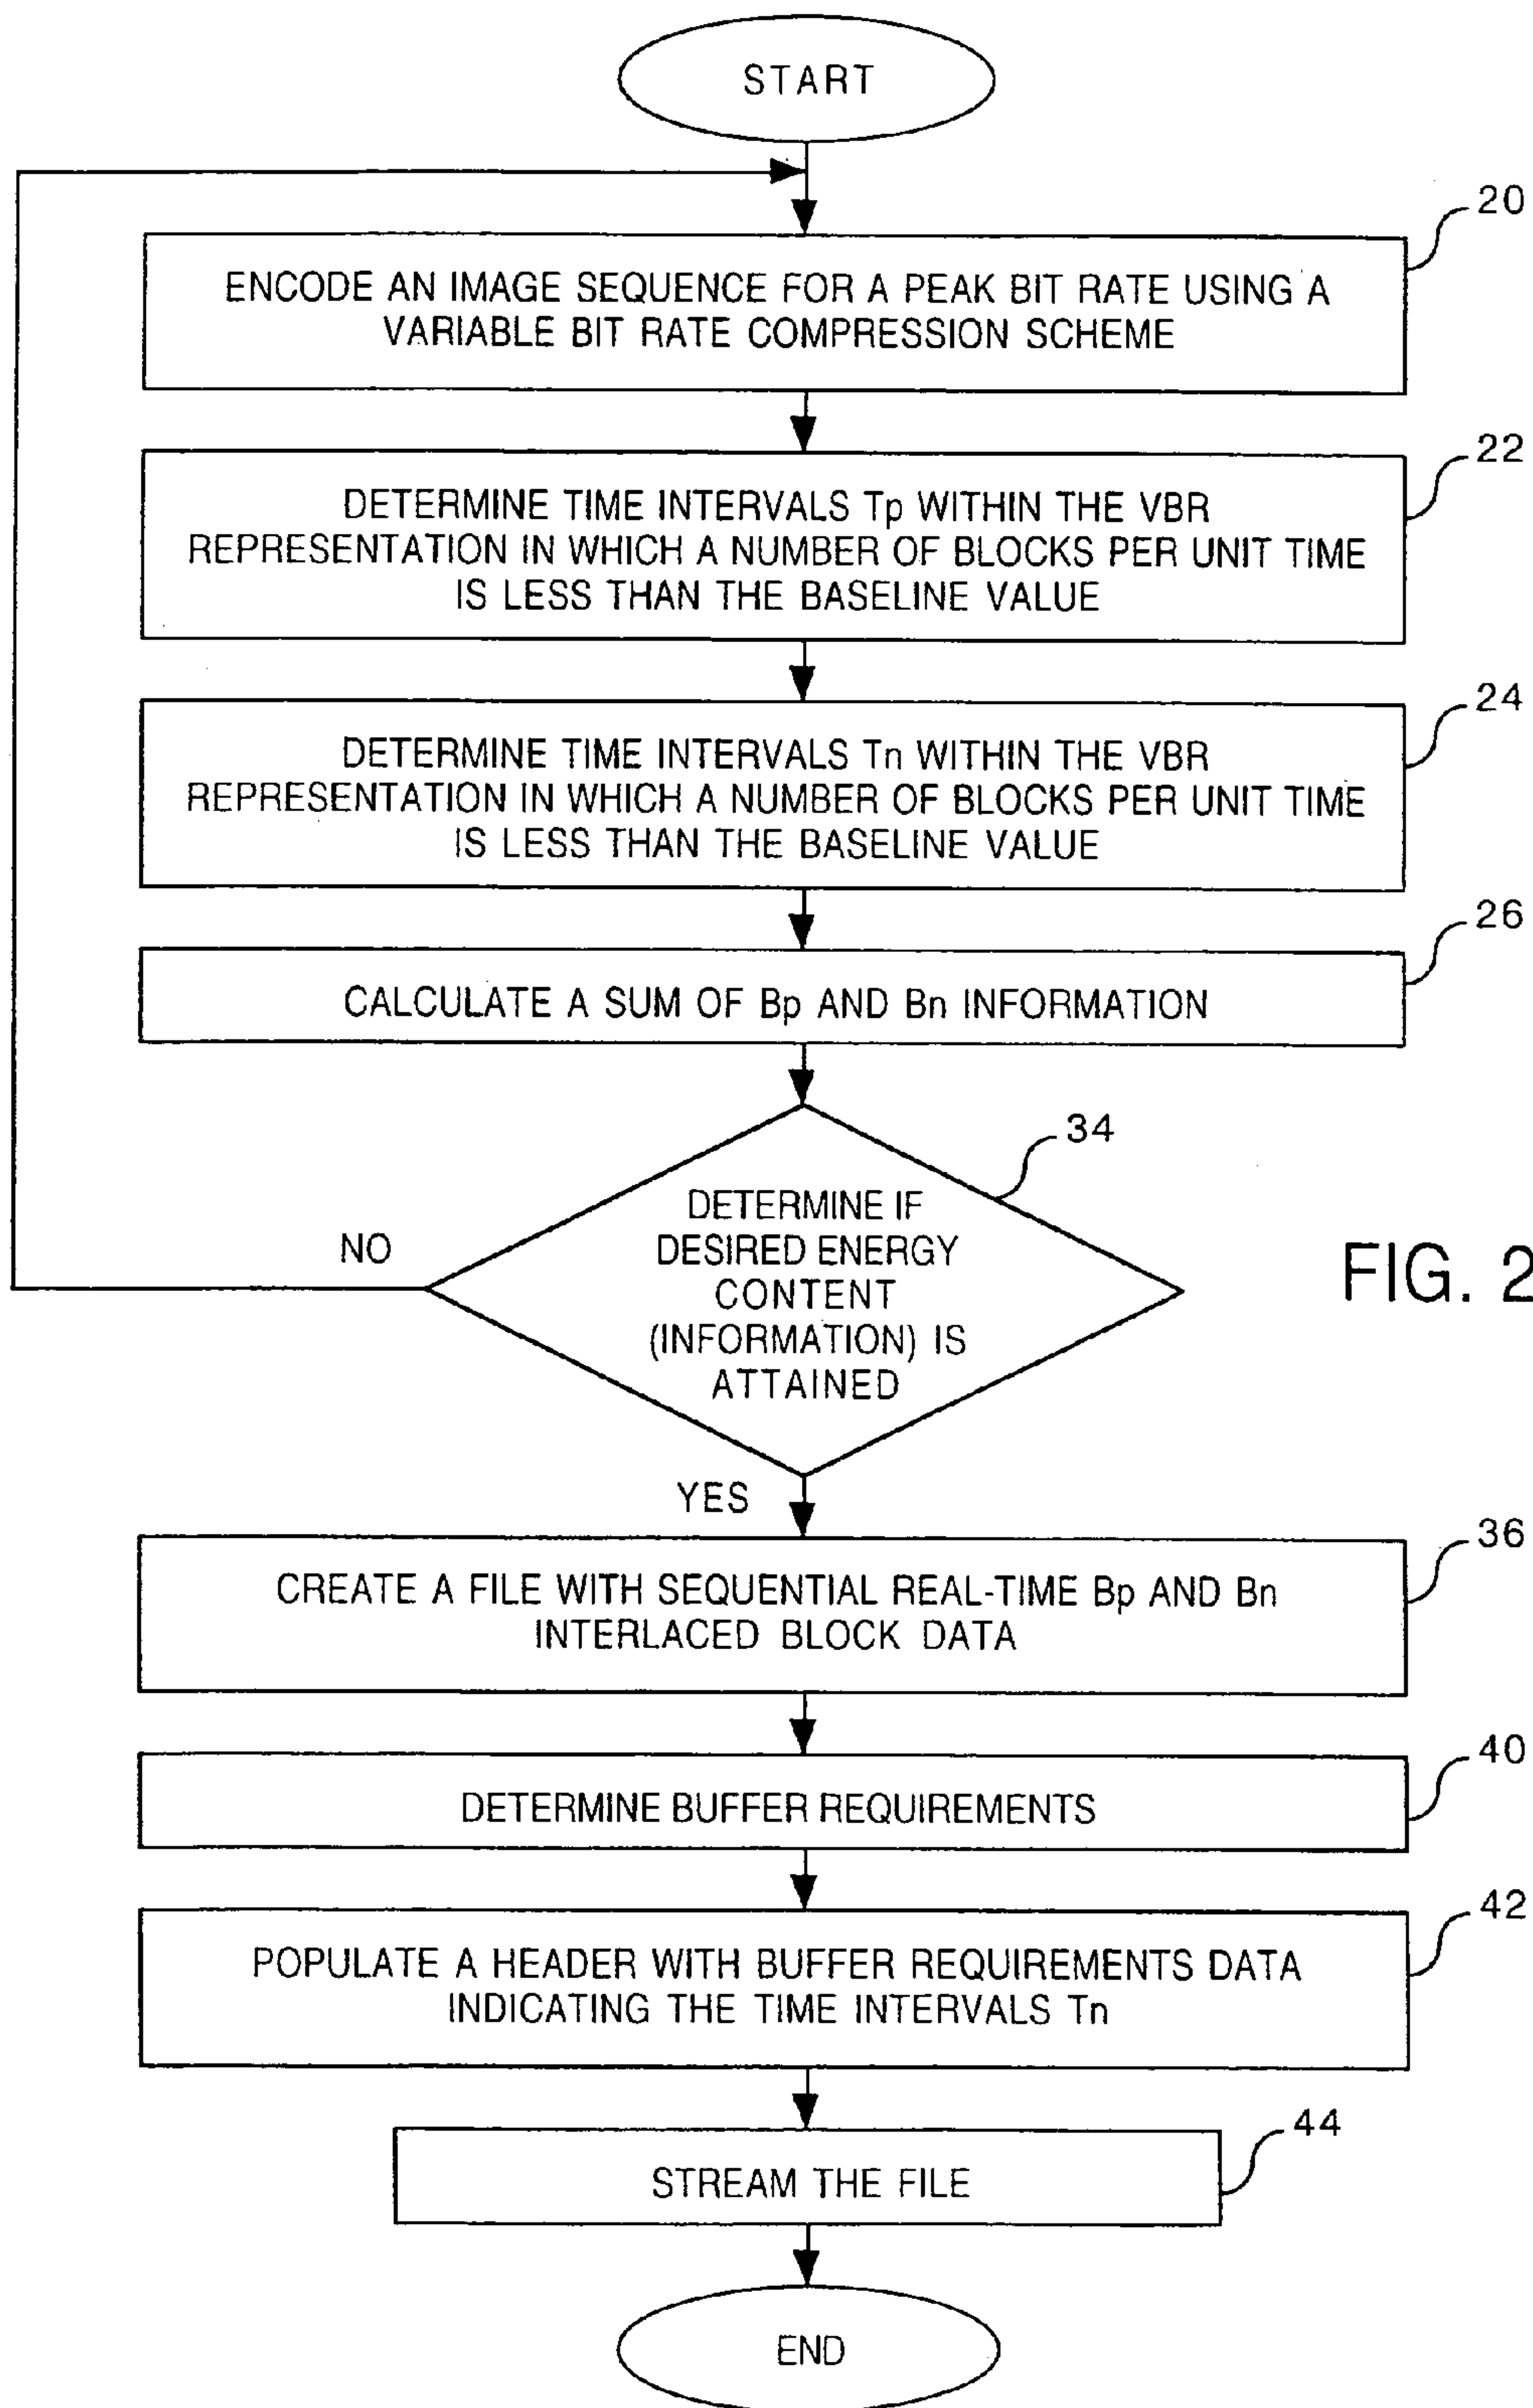 START
20
ENCODE AN IMAGE SEQUENCE FOR A PEAK BIT RATE USING A
VARIABLE BIT RATE COMPRESSION SCHEME
22
DETERMINE TIME INTERVALS Tp WITHIN THE VBR
REPRESENTATION IN WHICH A NUMBER OF BLOCKS PER UNIT TIME
IS LESS THAN THE BASELINE VALUE
24
DETERMINE TIME INTERVALS Tn WITHIN THE VBR
REPRESENTATION IN WHICH A NUMBER OF BLOCKS PER UNIT TIME
IS LESS THAN THE BASELINE VALUE
26
CALCULATE A SUM OF Bp AND Bn INFORMATION
34
DETERMINE IF
DESIRED ENERGY
CONTENT
(INFORMATION) IS
ATTAINED
NO
FIG. 2
YES
36
CREATE A FILE WITH SEQUENTIAL REAL-TIME Bp AND Bn
INTERLACED BLOCK DATA
40
DETERMINE BUFFER REQUIREMENTS
42
POPULATE A HEADER WITH BUFFER REQUIREMENTS DATA
INDICATING THE TIME INTERVALS Tn
44
STREAM THE FILE
END